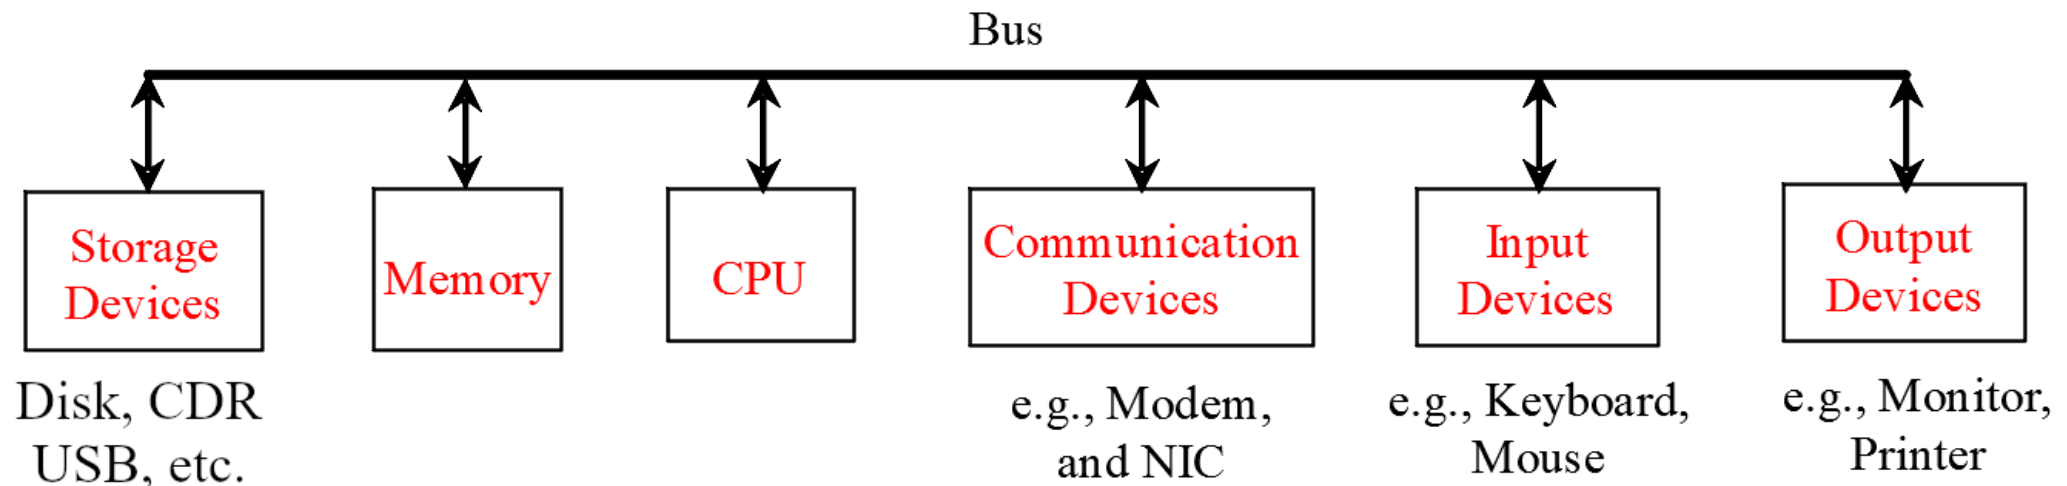 Bus
Storage
Devices
Memory
CPU
Communication
Devices
Input
Devices
Output
Devices
Disk, CDR
USB, etc.
e.g., Modem,
and NIC
e.g., Keyboard,
Mouse
e.g., Monitor,
Printer